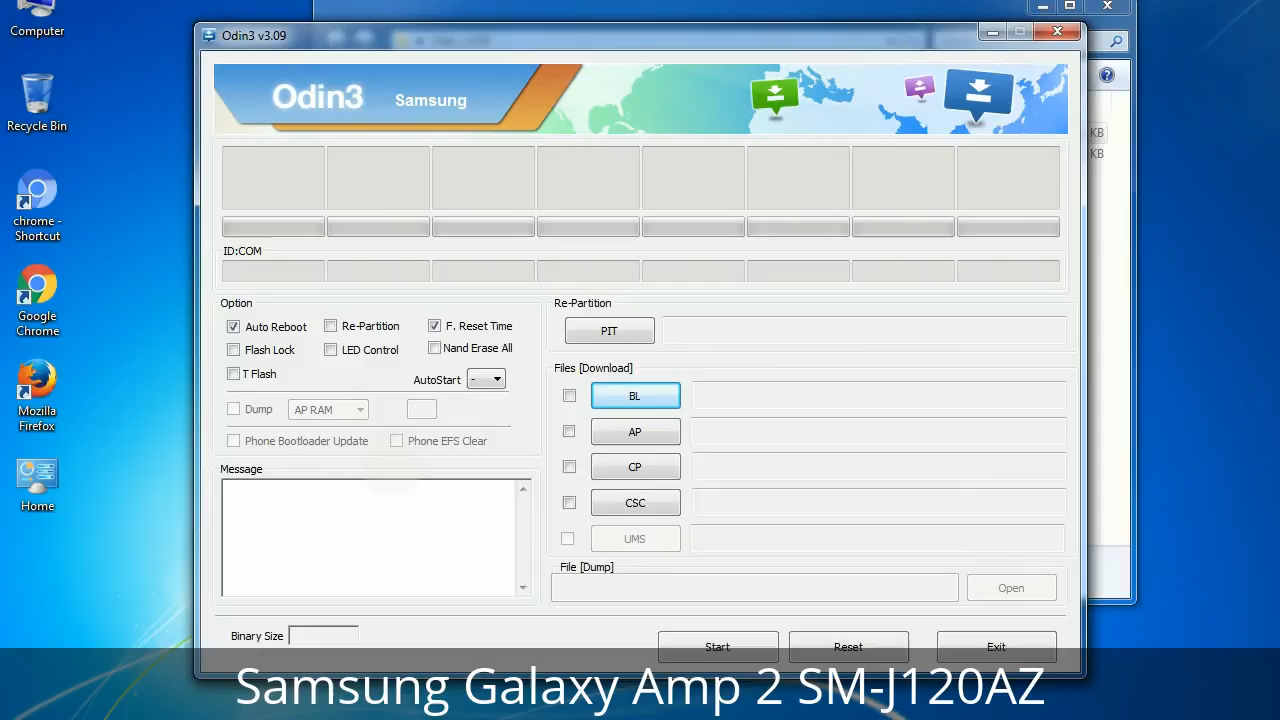 Computer
Recycle Bin
chrome -
Shortcut
Google
Chrome
Mozilla
Firefox
Home
Odin3 v3.09
Odin3 Samsung
KB
KB
ID:COM
Option
Auto Reboot
Re-Partition
F. Reset Time
Flash Lock
LED Control
Nand Erase All
T Flash
AutoStart -
Dump
AP RAM
Phone Bootloader Update
Phone EFS Clear
Message
Re-Partition
PIT
Files [Download]
BL
AP
CP
CSC
UMS
File [Dump]
Open
Binary Size
Start
Reset
Exit
Samsung Galaxy Amp 2 SM-J120AZ